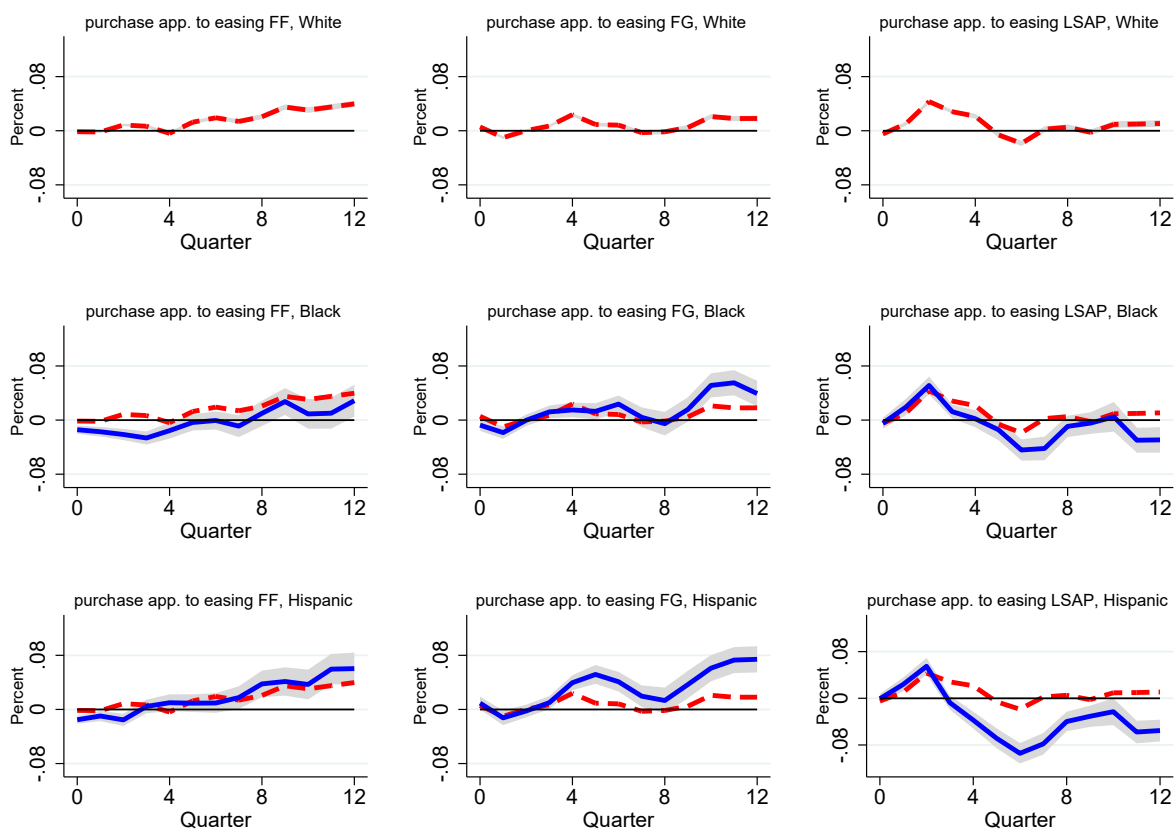 purchase app. to easing FF, White
Percent
.08
0
-.08
0 4 8 12
Quarter
purchase app. to easing FG, White
Percent
.08
0
-.08
0 4 8 12
Quarter
purchase app. to easing LSAP, White
Percent
.08
0
-.08
0 4 8 12
Quarter
purchase app. to easing FF, Black
Percent
.08
0
-.08
0 4 8 12
Quarter
purchase app. to easing FG, Black
Percent
.08
0
-.08
0 4 8 12
Quarter
purchase app. to easing LSAP, Black
Percent
.08
0
-.08
0 4 8 12
Quarter
purchase app. to easing FF, Hispanic
Percent
.08
0
-.08
0 4 8 12
Quarter
purchase app. to easing FG, Hispanic
Percent
.08
0
-.08
0 4 8 12
Quarter
purchase app. to easing LSAP, Hispanic
Percent
.08
0
-.08
0 4 8 12
Quarter